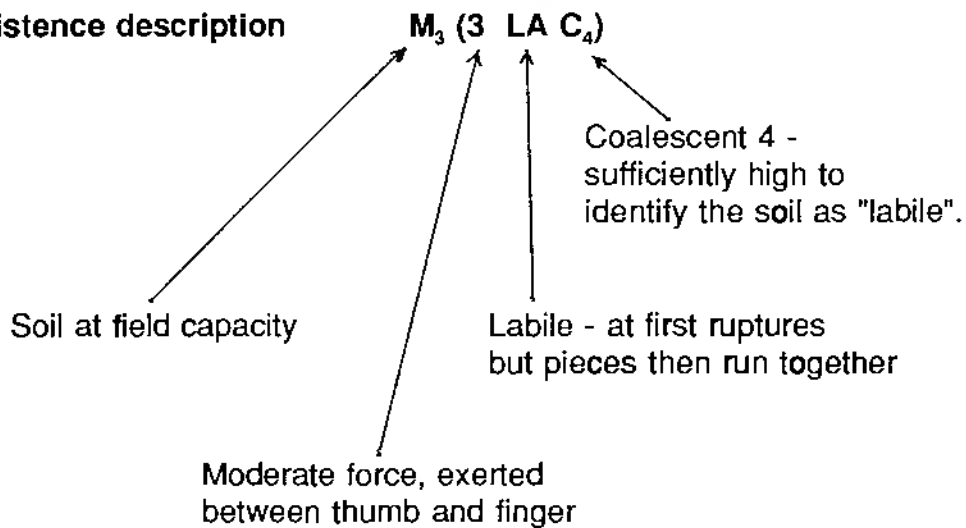 istence description M₃ (3 LA C₄)
Coalescent 4 -
sufficiently high to
identify the soil as "labile".
Soil at field capacity
Labile - at first ruptures
but pieces then run together
Moderate force, exerted
between thumb and finger